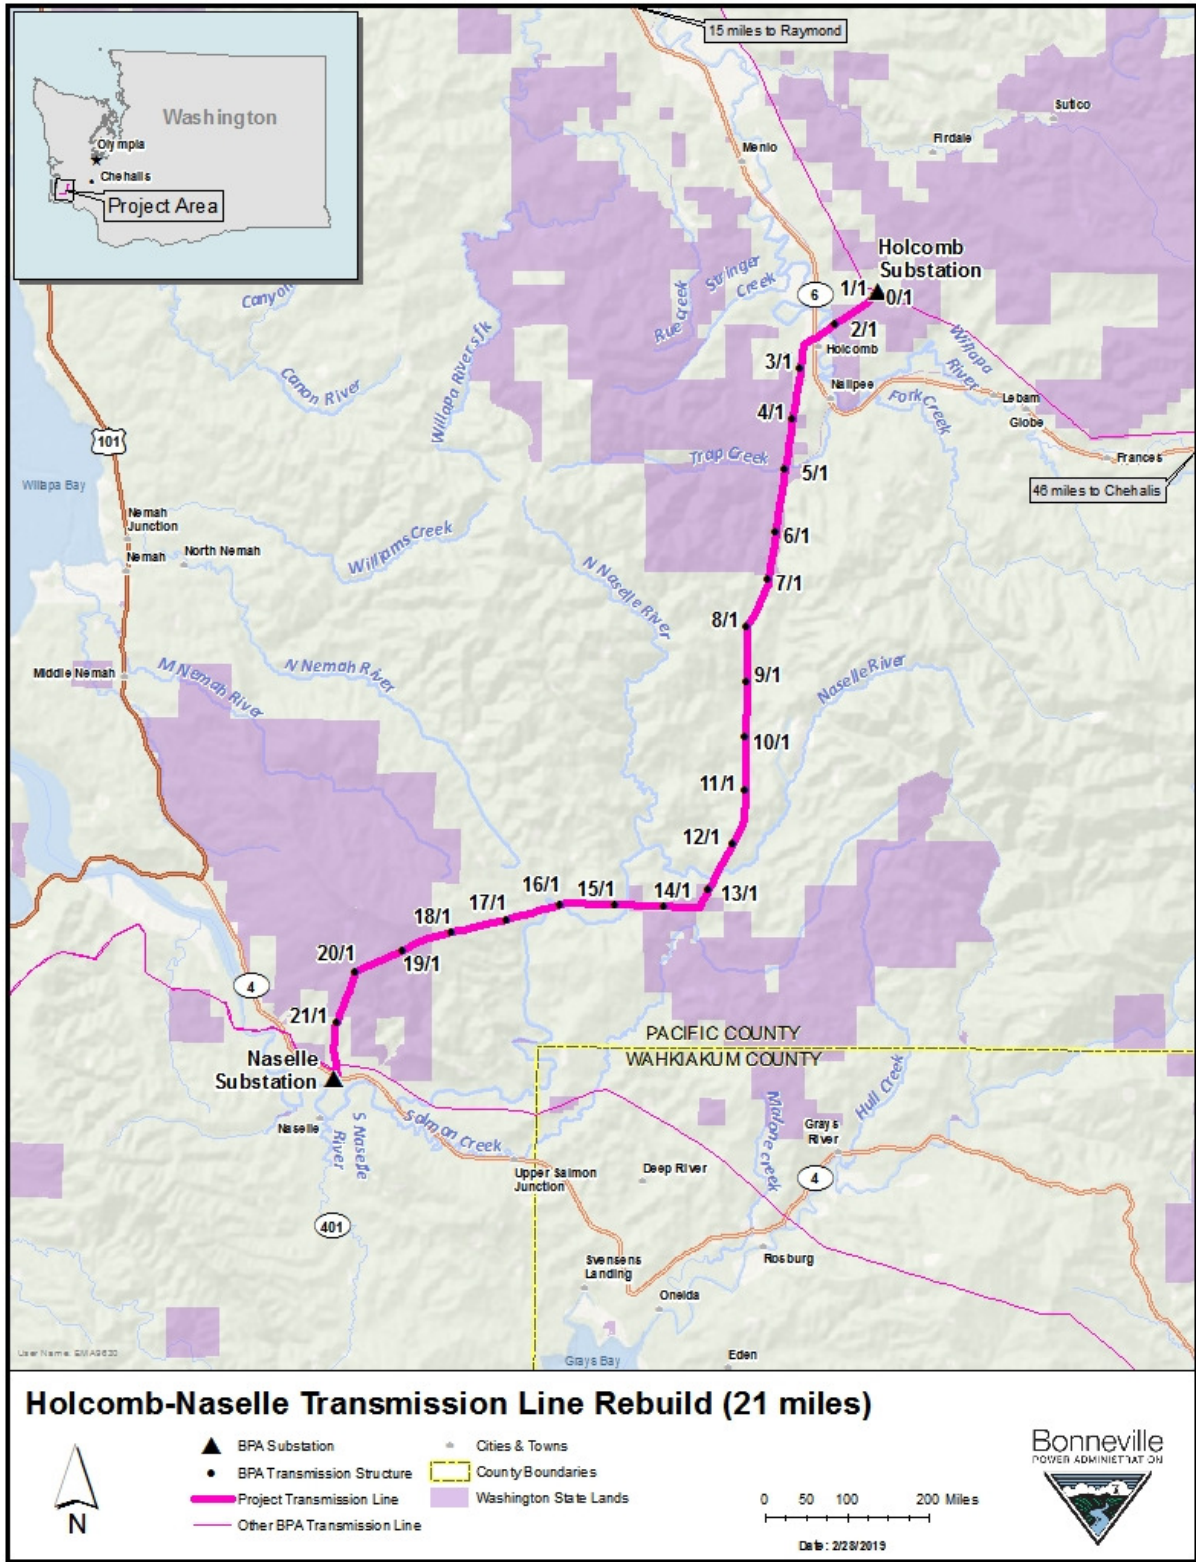 15 miles to Raymond
Washington
Olympia
Chehalis
Project Area
Sutico
Firdale
Menlo
Holcomb
Substation
Stringer
Creek
Rue creek
Canyon
6
1/1
0/1
2/1
Holcomb
3/1
Willapa
River
Canon River
Willapa River sfk
Nalpee
Fork Creek
Lebam
Globe
4/1
101
Trap Creek
Frances
5/1
Willapa Bay
46 miles to Chehalis
Nemah
Junction
Nemah
North Nemah
Williams Creek
6/1
N Naselle River
7/1
8/1
Middle Nemah
M Nemah River
N Nemah River
Naselle River
9/1
10/1
11/1
12/1
13/1
14/1
15/1
16/1
17/1
18/1
19/1
20/1
4
21/1
PACIFIC COUNTY
WAHKIAKUM COUNTY
Naselle
Substation
Naselle
S Naselle
River
Salmon Creek
Malone creek
Hull Creek
Grays
River
Upper Salmon
Junction
Deep River
4
401
Svensens
Landing
Rosburg
Oneida
Grays Bay
Eden
Holcomb-Naselle Transmission Line Rebuild (21 miles)
N
BPA Substation
BPA Transmission Structure
Project Transmission Line
Other BPA Transmission Line
Cities & Towns
County Boundaries
Washington State Lands
0 50 100 200 Miles
Date: 2/28/2019
Bonneville
POWER ADMINISTRATION